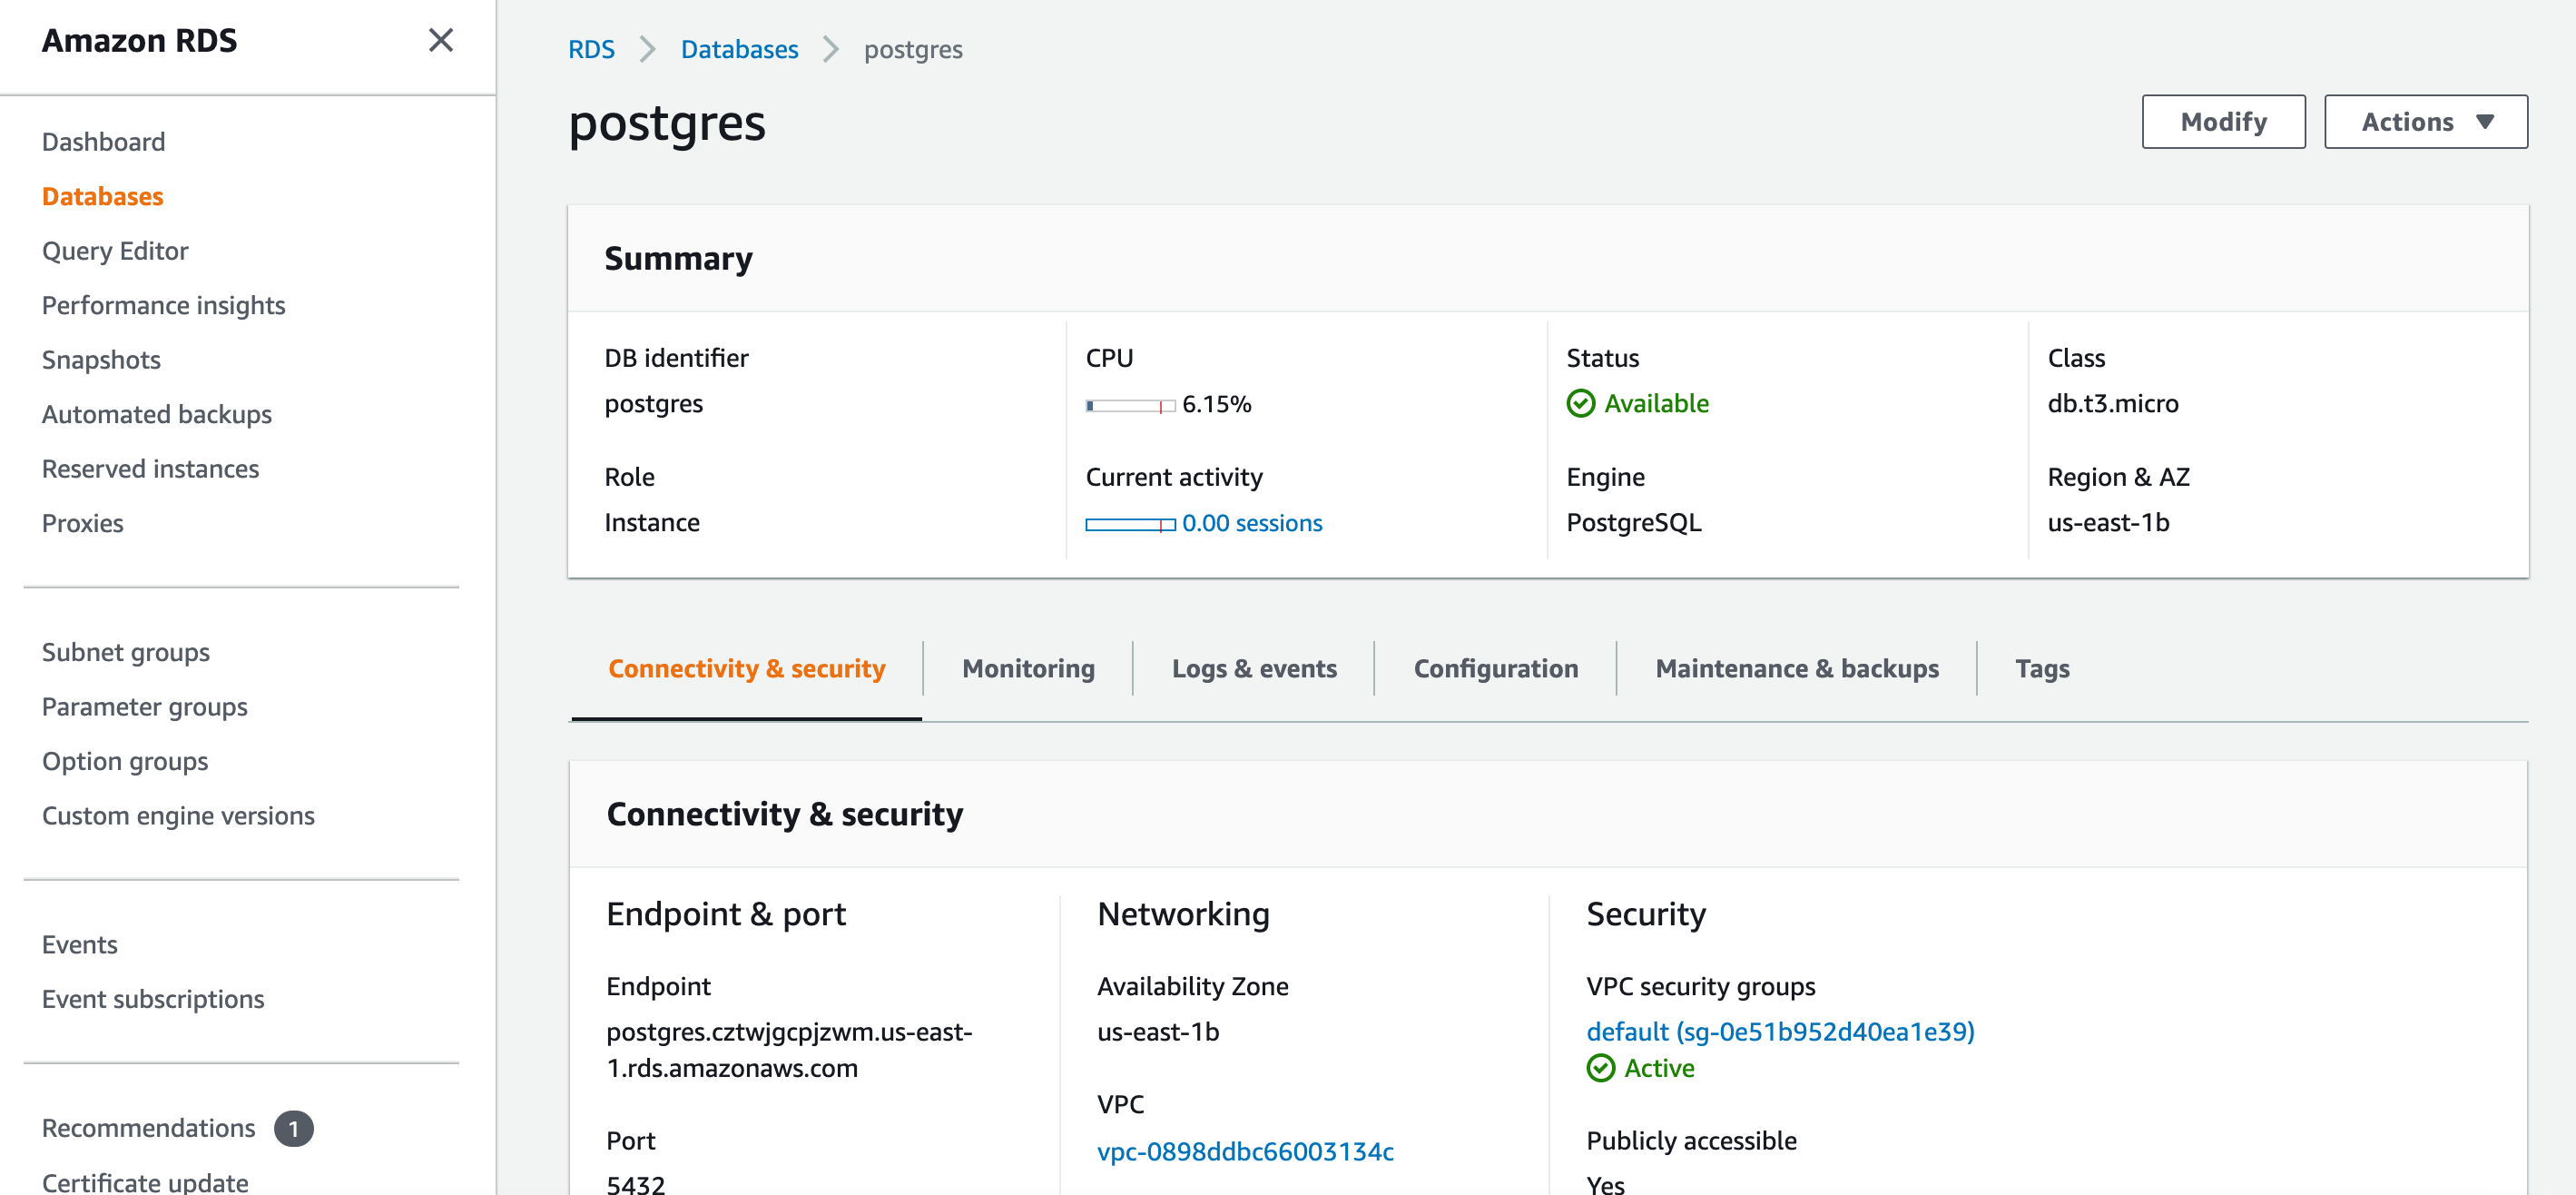 Amazon RDS
Dashboard
Databases
Query Editor
Performance insights
Snapshots
Automated backups
Reserved instances
Proxies
Subnet groups
Parameter groups
Option groups
Custom engine versions
Events
Event subscriptions
Recommendations 1
Certificate update
RDS > Databases > postgres
postgres
Modify
Actions
Summary
DB identifier
postgres
CPU
6.15%
Status
Available
Class
db.t3.micro
Role
Instance
Current activity
0.00 sessions
Engine
PostgreSQL
Region & AZ
us-east-1b
Connectivity & security
Monitoring
Logs & events
Configuration
Maintenance & backups
Tags
Connectivity & security
Endpoint & port
Endpoint
postgres.cztwjgcpjzwm.us-east-
1.rds.amazonaws.com
Port
5432
Networking
Availability Zone
us-east-1b
VPC
vpc-0898ddbc66003134c
Security
VPC security groups
default (sg-0e51b952d40ea1e39)
Active
Publicly accessible
Yes